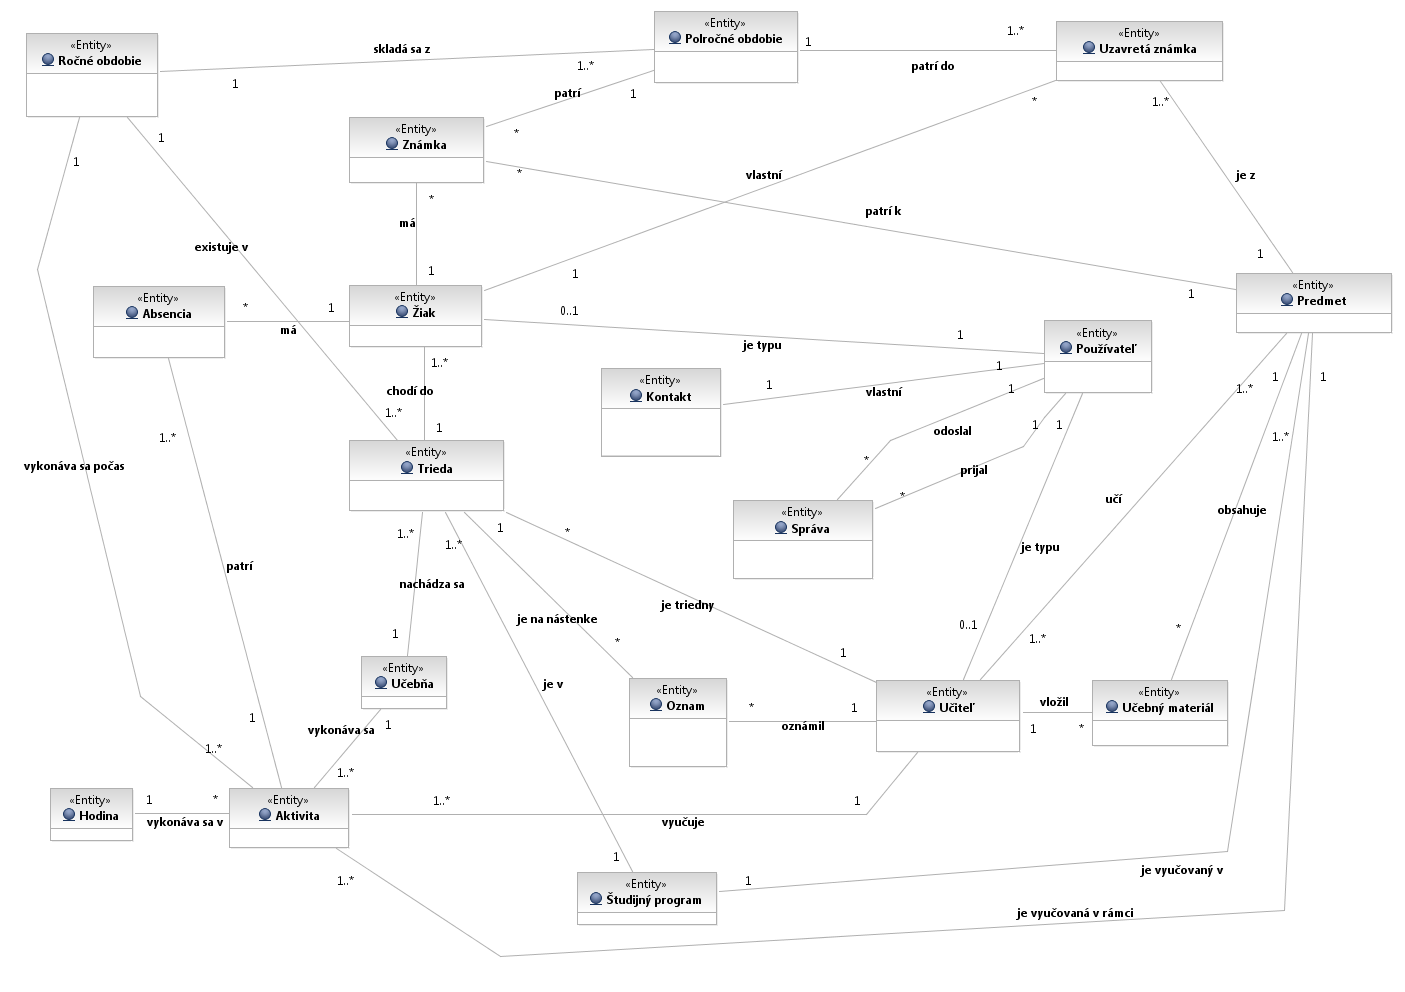 «Entity»
Ročné obdobie
skladá sa z
1
1..*
«Entity»
Polročné obdobie
1
1..*
patrí do
«Entity»
Uzavretá známka
patrí
1
*
«Entity»
Známka
*
*
1..*
1
1
*
vlastní
je z
patrí k
má
existuje v
1
1
1
1
«Entity»
Predmet
«Entity»
Absencia
*
1
má
«Entity»
Žiak
0..1
1
je typu
«Entity»
Používateľ
1..*
chodí do
1..*
1
«Entity»
Kontakt
1
1
vlastní
1
odoslal
*
1
1
prijal
*
1..*
1
1
1..*
«Entity»
Trieda
1..*
vykonáva sa počas
učí
obsahuje
«Entity»
Správa
1..*
1..*
1
*
je typu
patrí
nachádza sa
je na nástenke
je triedny
0..1
1..*
*
1
*
1
«Entity»
Učebňa
je v
«Entity»
Oznam
*
1
oznámil
«Entity»
Učiteľ
vložil
1
*
«Entity»
Učebný materiál
1
1
vykonáva sa
1..*
1..*
«Entity»
Hodina
1
*
vykonáva sa v
«Entity»
Aktivita
1..*
1
vyučuje
1..*
1
«Entity»
Študijný program
1
je vyučovaný v
je vyučovaná v rámci